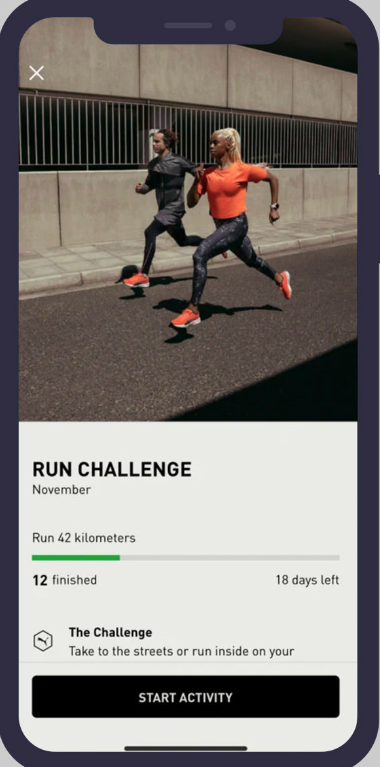 RUN CHALLENGE
November
Run 42 kilometers
12 finished
18 days left
The Challenge
Take to the streets or run inside on your
START ACTIVITY